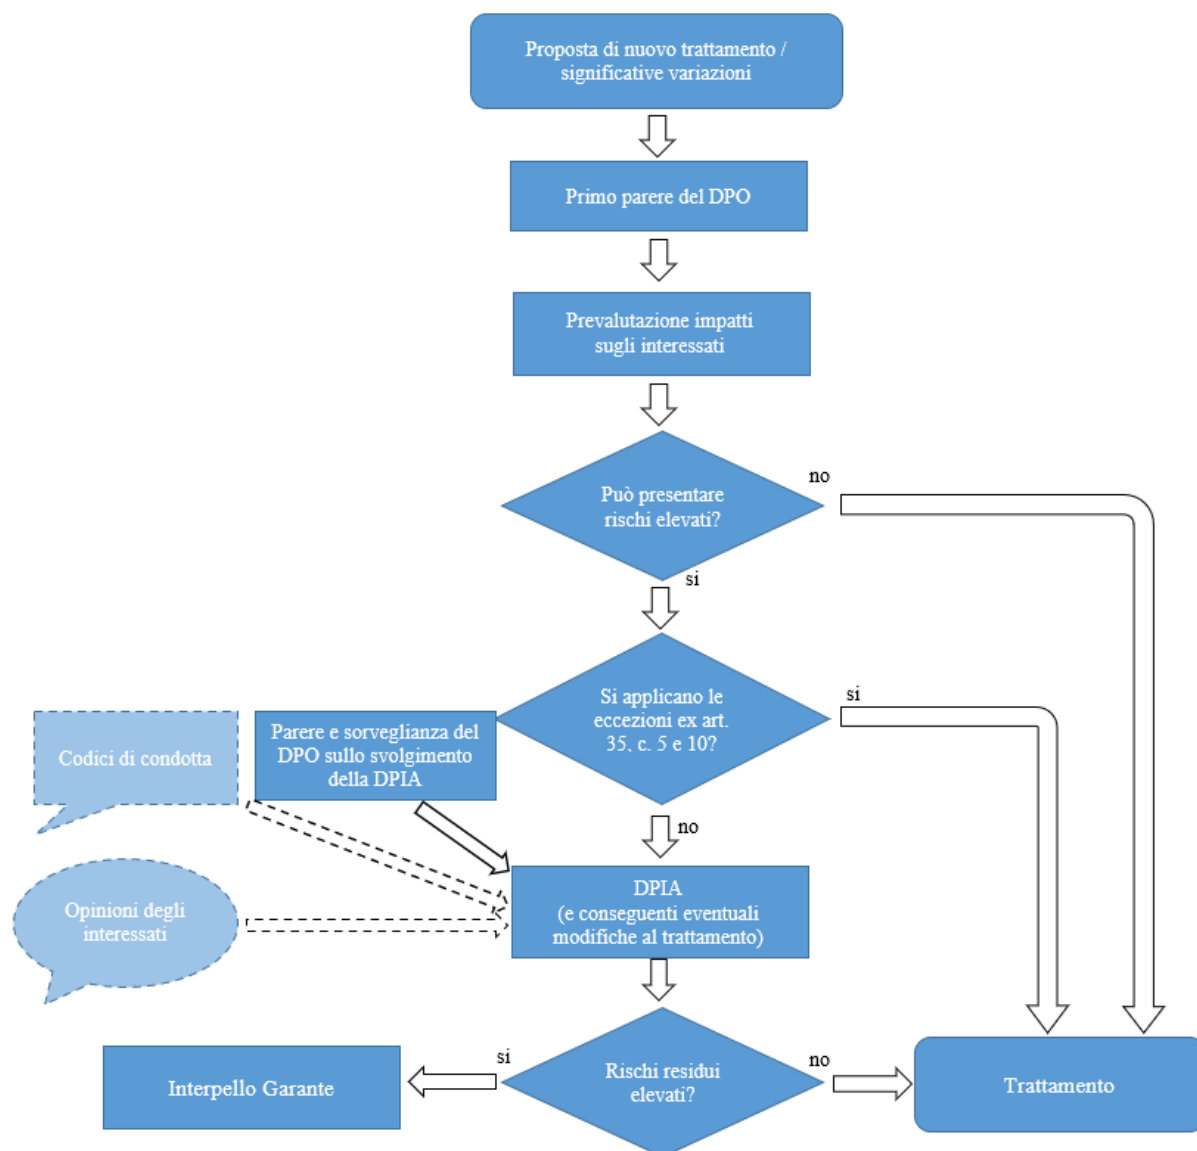 Proposta di nuovo trattamento /
significative variazioni
Primo parere del DPO
Prevalutazione impatti
sugli interessati
Può presentare
rischi elevati?
no
si
Si applicano le
eccezioni ex art.
35, c. 5 e 10?
si
no
Codici di condotta
Parere e sorveglianza del
DPO sullo svolgimento
della DPIA
Opinioni degli
interessati
DPIA
(e conseguenti eventuali
modifiche al trattamento)
Rischi residui
elevati?
si
no
Interpello Garante
Trattamento